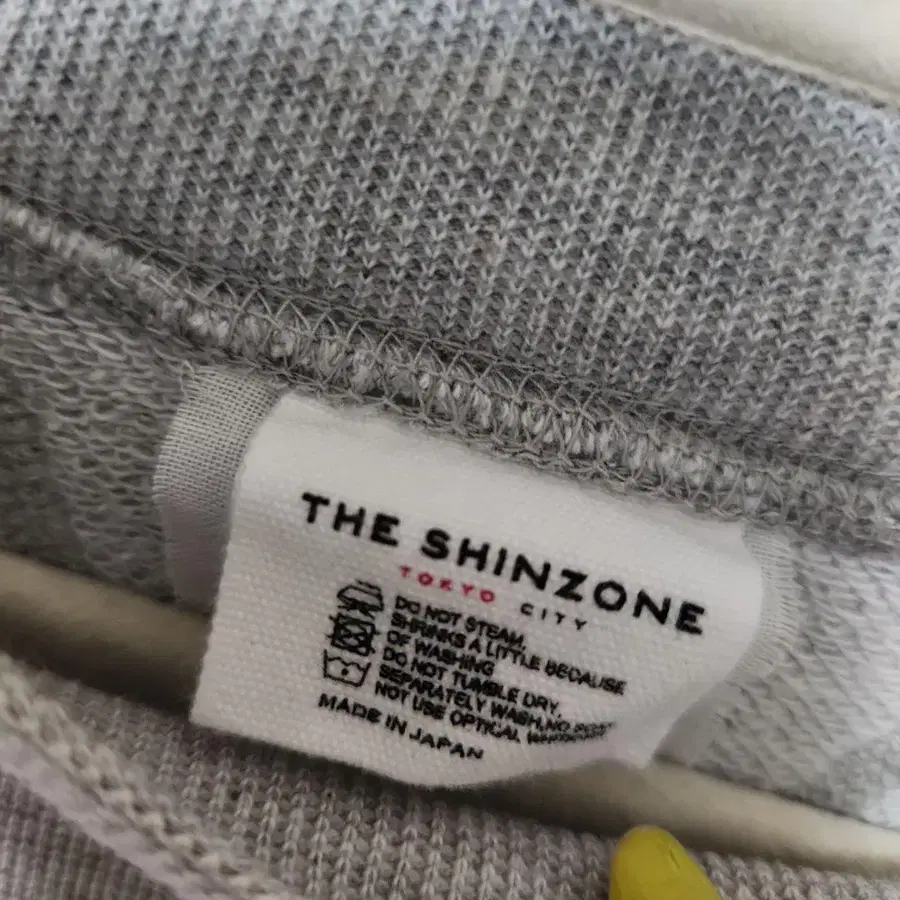 THE SHINZONE
TOKYO CITY
DO NOT STEAM.
SHRINKS A LITTLE BECAUSE
OF WASHING
DO NOT TUMBLE DRY.
SEPARATELY WASH.NO
NOT USE OPTICAL
MADE IN JAPAN